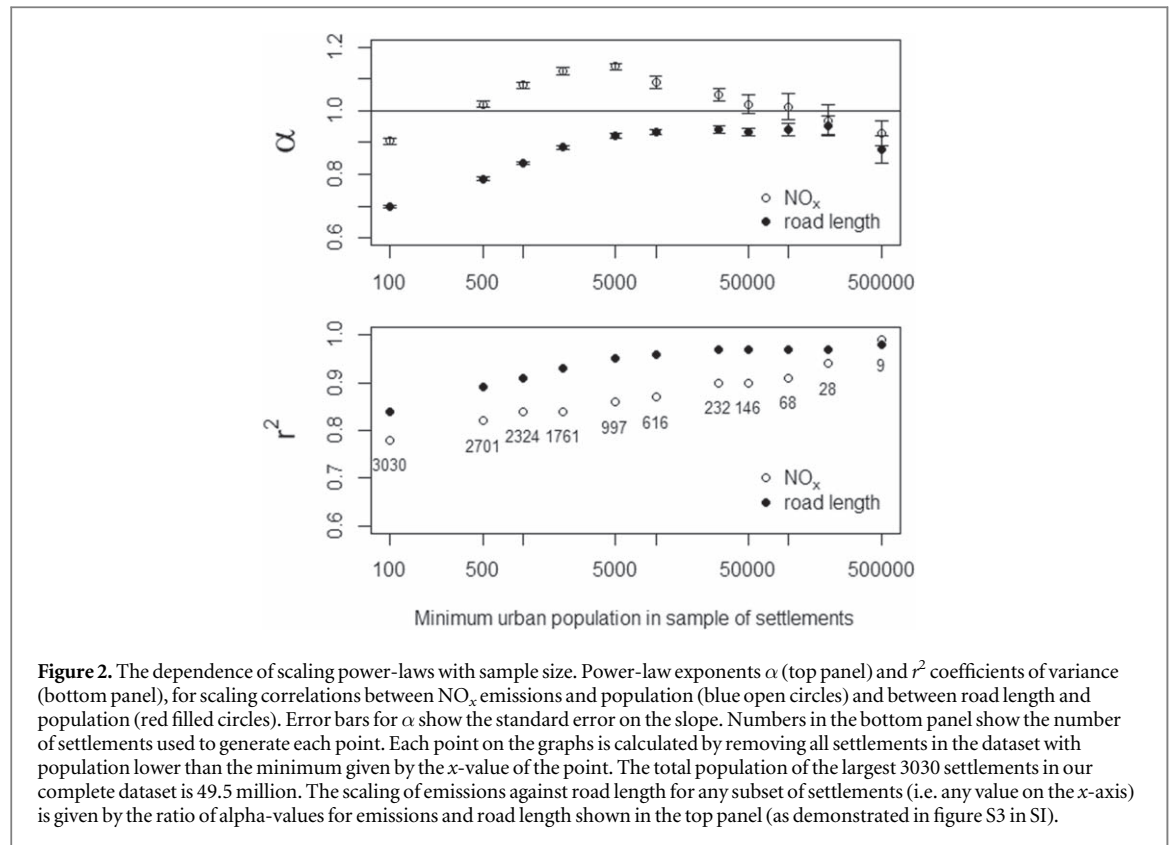 1.2
1.0
0.8
0.6
α
NOx
road length
100 500 5000 50000 500000
1.0
0.9
0.8
0.7
0.6
r2
3030 2701 2324 1761 997 616 232 146 68 28 9
NOx
road length
100 500 5000 50000 500000
Minimum urban population in sample of settlements
Figure 2. The dependence of scaling power-laws with sample size. Power-law exponents α (top panel) and r2 coefficients of variance
(bottom panel), for scaling correlations between NOx emissions and population (blue open circles) and between road length and
population (red filled circles). Error bars for α show the standard error on the slope. Numbers in the bottom panel show the number
of settlements used to generate each point. Each point on the graphs is calculated by removing all settlements in the dataset with
population lower than the minimum given by the x-value of the point. The total population of the largest 3030 settlements in our
complete dataset is 49.5 million. The scaling of emissions against road length for any subset of settlements (i.e. any value on the x-axis)
is given by the ratio of alpha-values for emissions and road length shown in the top panel (as demonstrated in figure S3 in SI).